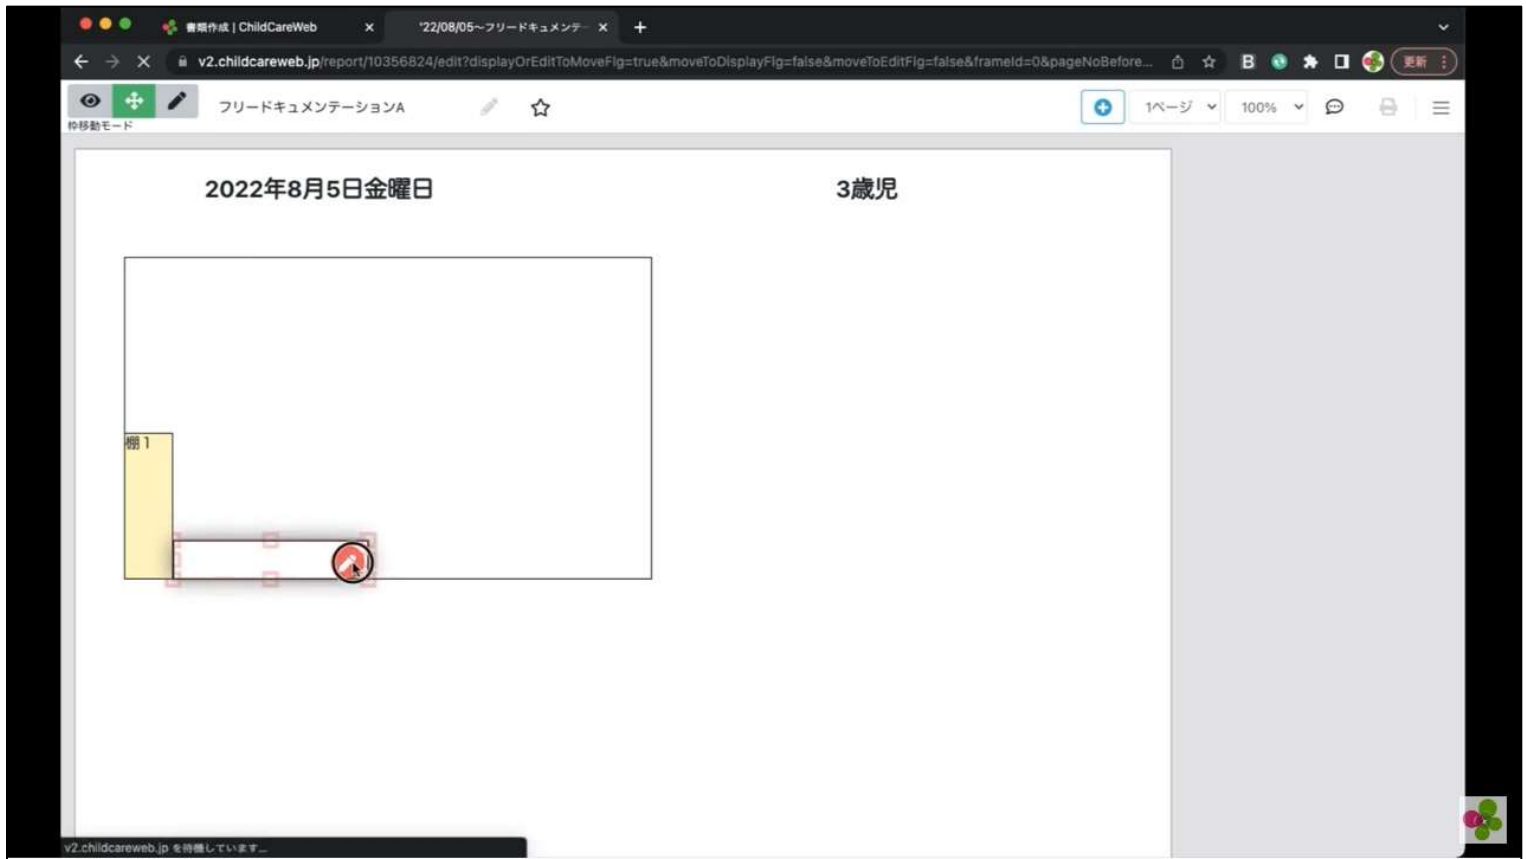 書類作成 | ChildCareWeb
'22/08/05～フリードキュメンテ
v2.childcareweb.jp/report/10356824/edit?displayOrEditToMoveFlg=true&moveToDisplayFlg=false&moveToEditFlg=false&frameId=0&pageNoBefore...
B
更新
フリードキュメンテーションA
1ページ
100%
枠移動モード
2022年8月5日金曜日
3歳児
棚1
v2.childcareweb.jp を待機しています...